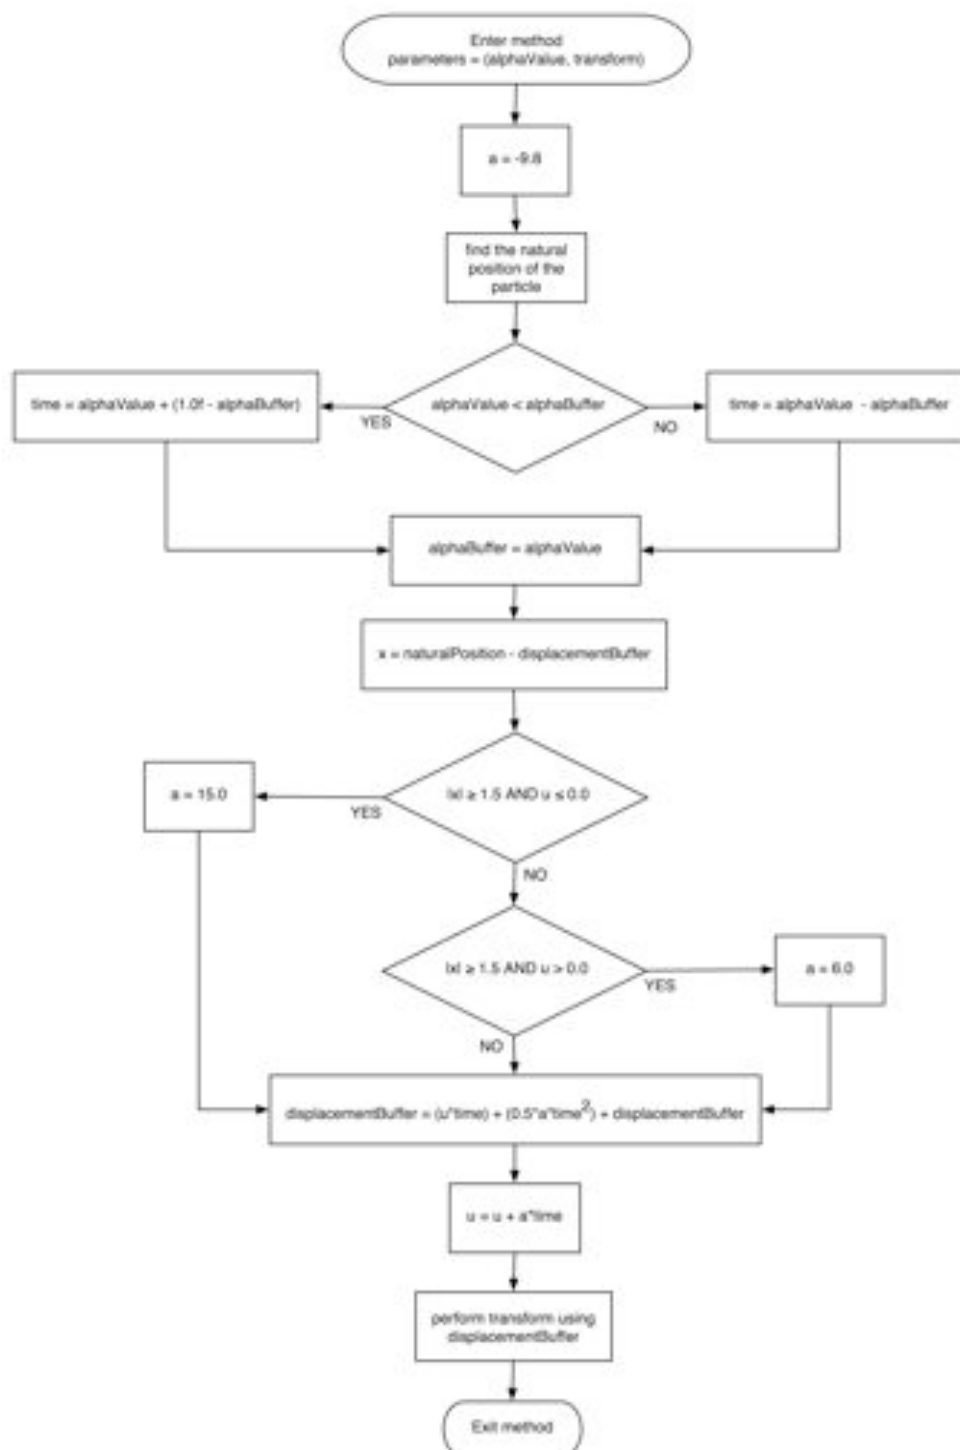 Enter method
parameters = (alphaValue, transform)
a = -9.8
find the natural
position of the
particle
alphaValue < alphaBuffer
YES
NO
time = alphaValue + (1.0f - alphaBuffer)
time = alphaValue - alphaBuffer
alphaBuffer = alphaValue
x = naturalPosition - displacementBuffer
|x| ≥ 1.5 AND u ≤ 0.0
YES
a = 15.0
NO
|x| ≥ 1.5 AND u > 0.0
YES
a = 6.0
NO
displacementBuffer = (u*time) + (0.5*a*time²) + displacementBuffer
u = u + a*time
perform transform using
displacementBuffer
Exit method